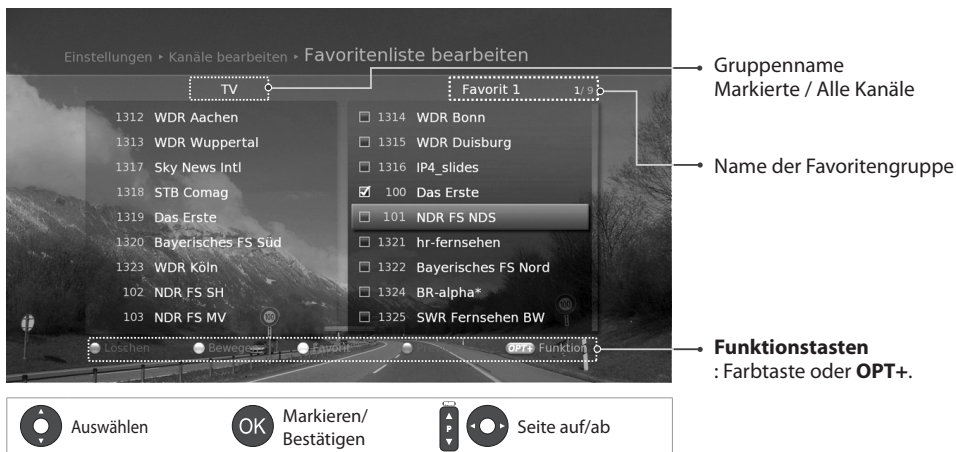 Einstellungen ▸ Kanäle bearbeiten ▸ Favoritenliste bearbeiten
TV
1312 WDR Aachen
1313 WDR Wuppertal
1317 Sky News Intl
1318 STB Comag
1319 Das Erste
1320 Bayerisches FS Süd
1323 WDR Köln
102 NDR FS SH
103 NDR FS MV
Favorit 1 1/ 9
1314 WDR Bonn
1315 WDR Duisburg
1316 IP4_slides
100 Das Erste
101 NDR FS NDS
1321 hr-fernsehen
1322 Bayerisches FS Nord
1324 BR-alpha*
1325 SWR Fernsehen BW
100
100
Löschen Bewegen Favorit OPT+ Funktion
Gruppenname
Markierte / Alle Kanäle
Name der Favoritengruppe
Funktionstasten
: Farbtaste oder OPT+.
Auswählen
OK Markieren/
Bestätigen
P Seite auf/ab